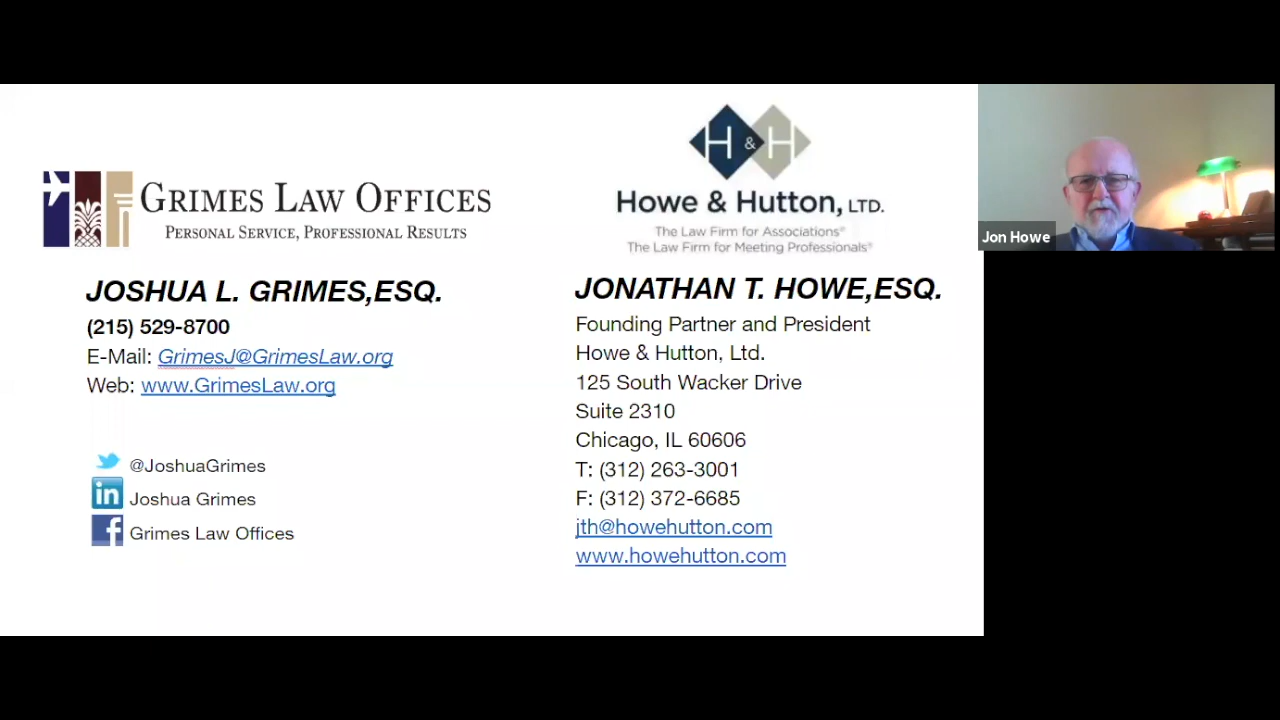 GRIMES LAW OFFICES
PERSONAL SERVICE, PROFESSIONAL RESULTS
JOSHUA L. GRIMES,ESQ.
(215) 529-8700
E-Mail: GrimesJ@GrimesLaw.org
Web: www.GrimesLaw.org
@JoshuaGrimes
in Joshua Grimes
f Grimes Law Offices
H & H
Howe & Hutton, LTD.
The Law Firm for Associations®
The Law Firm for Meeting Professionals®
JONATHAN T. HOWE,ESQ.
Founding Partner and President
Howe & Hutton, Ltd.
125 South Wacker Drive
Suite 2310
Chicago, IL 60606
T: (312) 263-3001
F: (312) 372-6685
jth@howehutton.com
www.howehutton.com
Jon Howe